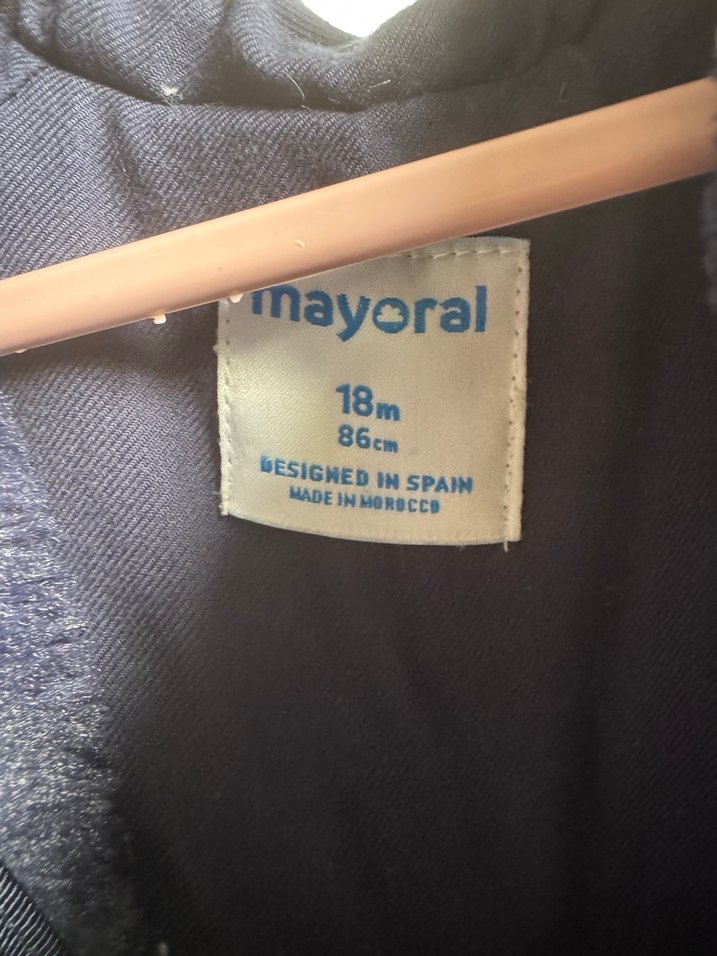 mayoral
18m
86cm
DESIGNED IN SPAIN
MADE IN MOROCCO